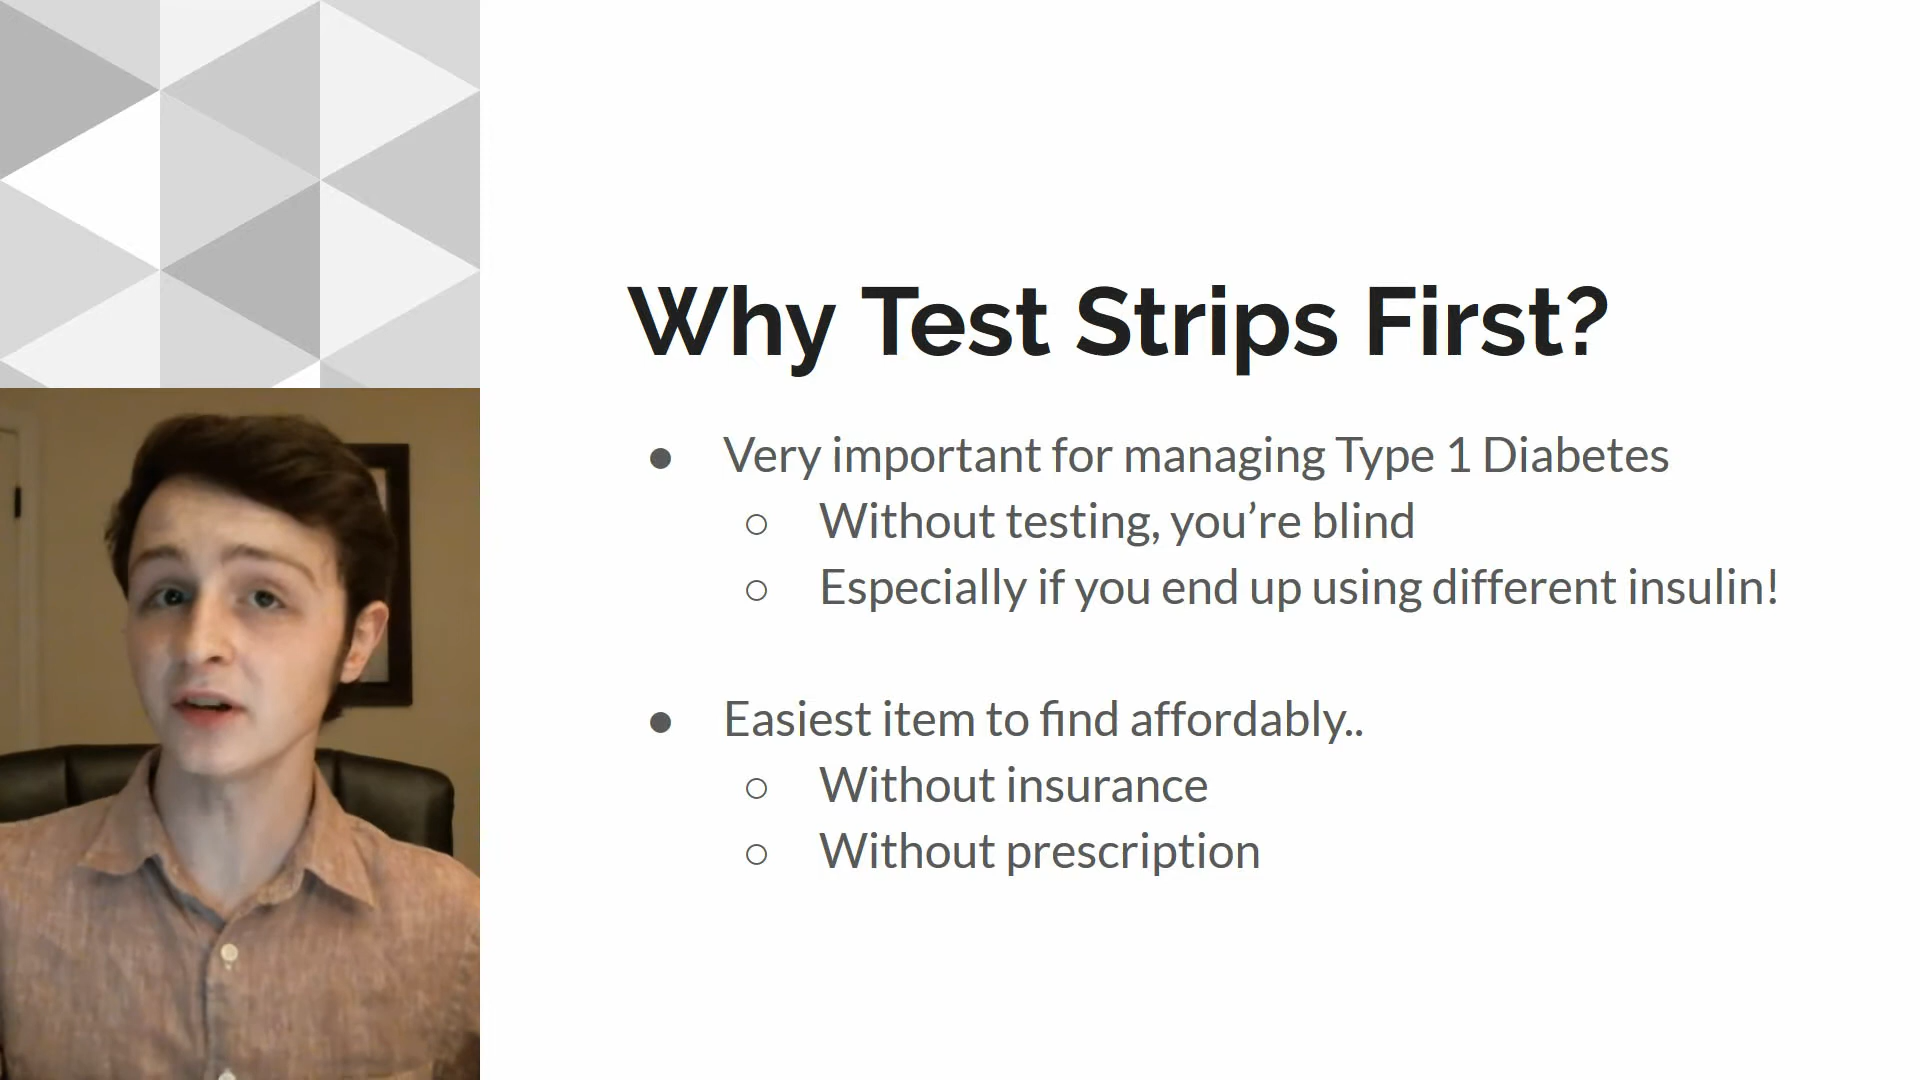 Why Test Strips First?
● Very important for managing Type 1 Diabetes
○ Without testing, you’re blind
○ Especially if you end up using different insulin!
● Easiest item to find affordably..
○ Without insurance
○ Without prescription